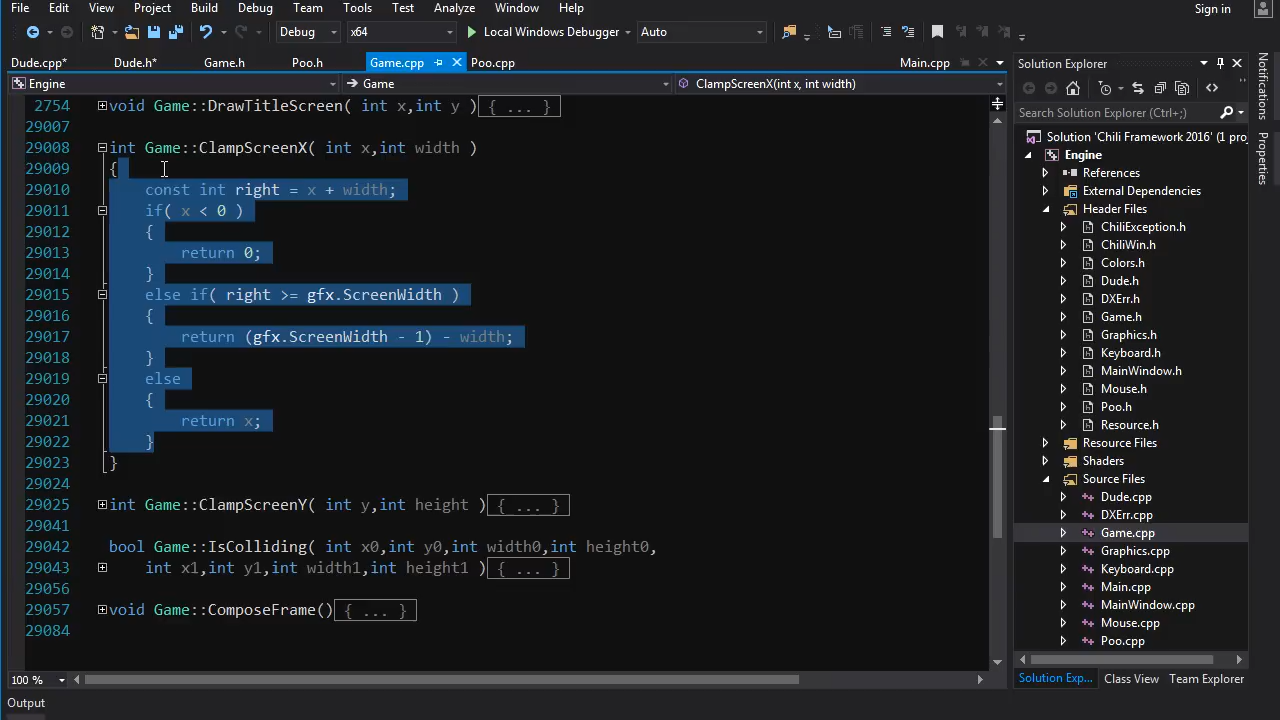 File Edit View Project Build Debug Team Tools Test Analyze Window Help Sign in
Debug x64 Local Windows Debugger Auto
Dude.cpp* Dude.h* Game.h Poo.h Game.cpp Poo.cpp Main.cpp
Engine Game ClampScreenX(int x, int width)
2754 void Game::DrawTitleScreen( int x,int y ){ ... }
29007
29008 int Game::ClampScreenX( int x,int width )
29009 {
29010 const int right = x + width;
29011 if( x < 0 )
29012 {
29013 return 0;
29014 }
29015 else if( right >= gfx.ScreenWidth )
29016 {
29017 return (gfx.ScreenWidth - 1) - width;
29018 }
29019 else
29020 {
29021 return x;
29022 }
29023 }
29024
29025 int Game::ClampScreenY( int y,int height ){ ... }
29041
29042 bool Game::IsColliding( int x0,int y0,int width0,int height0,
29043 int x1,int y1,int width1,int height1 ){ ... }
29056
29057 void Game::ComposeFrame(){ ... }
29084
100 %
Output
Solution Explorer
Search Solution Explorer (Ctrl+;)
Solution 'Chili Framework 2016' (1 proj
Engine
References
External Dependencies
Header Files
ChiliException.h
ChiliWin.h
Colors.h
Dude.h
DXErr.h
Game.h
Graphics.h
Keyboard.h
MainWindow.h
Mouse.h
Poo.h
Resource.h
Resource Files
Shaders
Source Files
Dude.cpp
DXErr.cpp
Game.cpp
Graphics.cpp
Keyboard.cpp
Main.cpp
MainWindow.cpp
Mouse.cpp
Poo.cpp
Solution Exp... Class View Team Explorer
Notifications